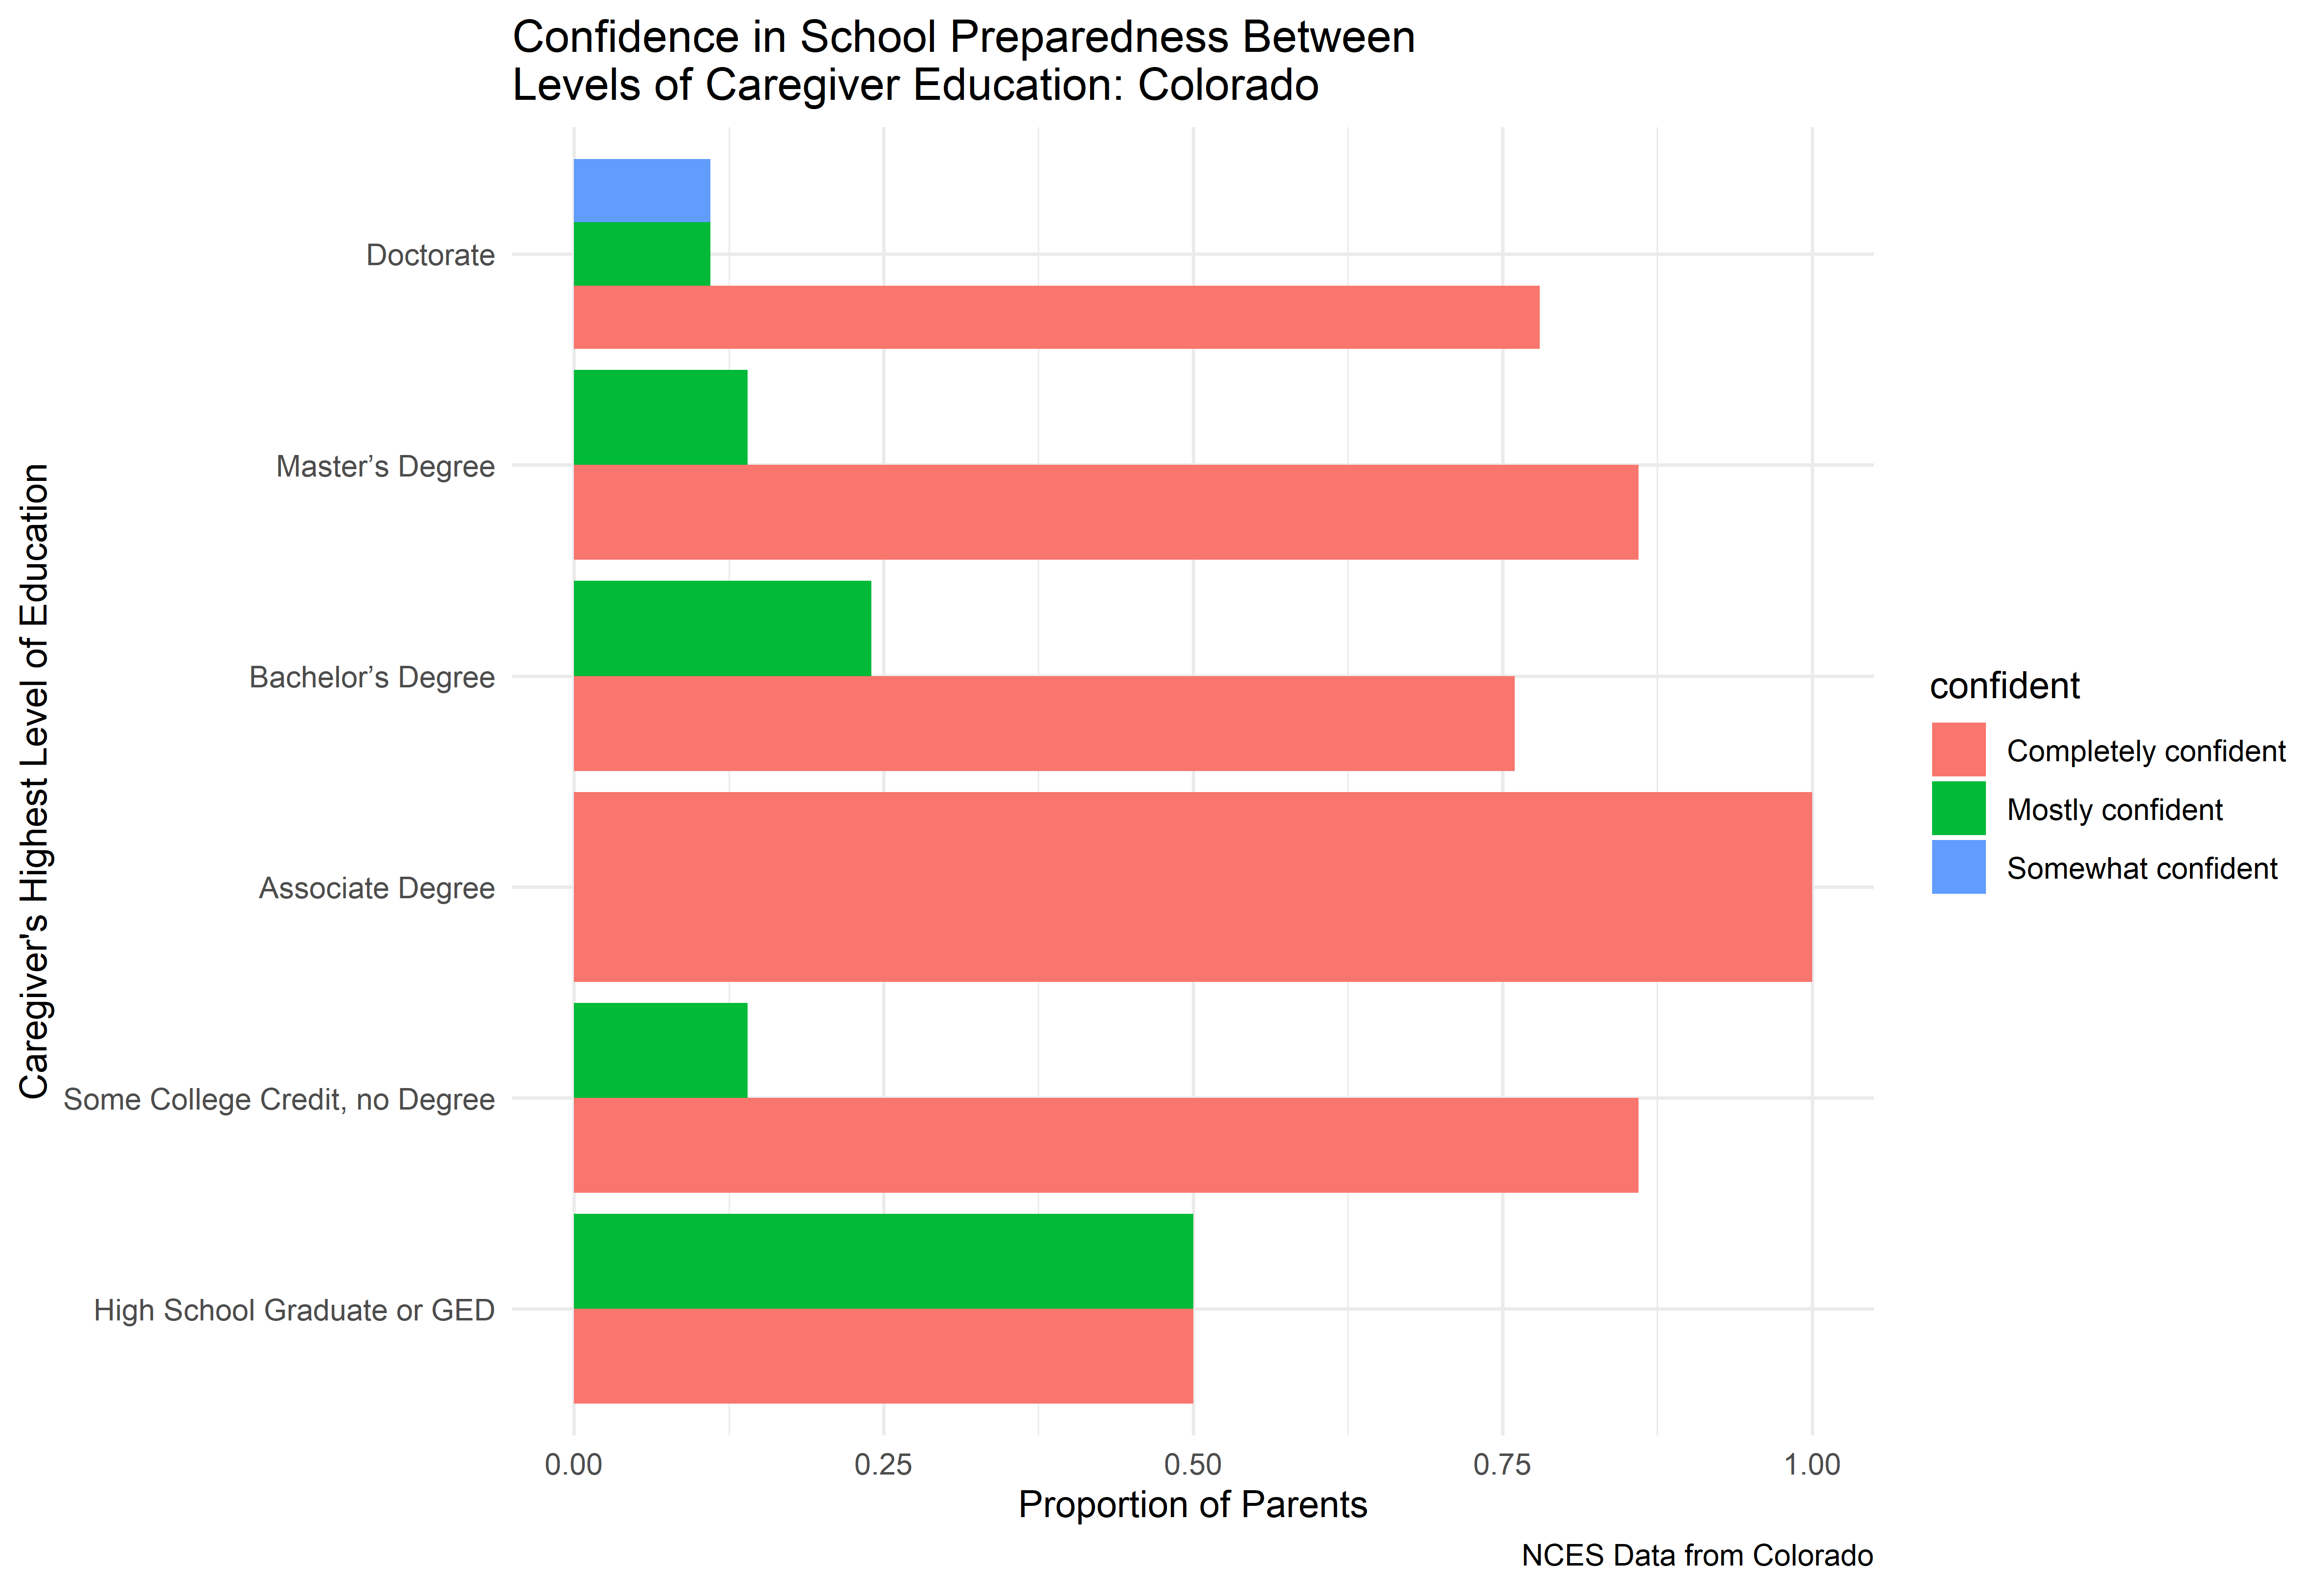 Confidence in School Preparedness Between
Levels of Caregiver Education: Colorado
Caregiver's Highest Level of Education
Doctorate
Master’s Degree
Bachelor’s Degree
Associate Degree
Some College Credit, no Degree
High School Graduate or GED
0.00 0.25 0.50 0.75 1.00
Proportion of Parents
confident
Completely confident
Mostly confident
Somewhat confident
NCES Data from Colorado